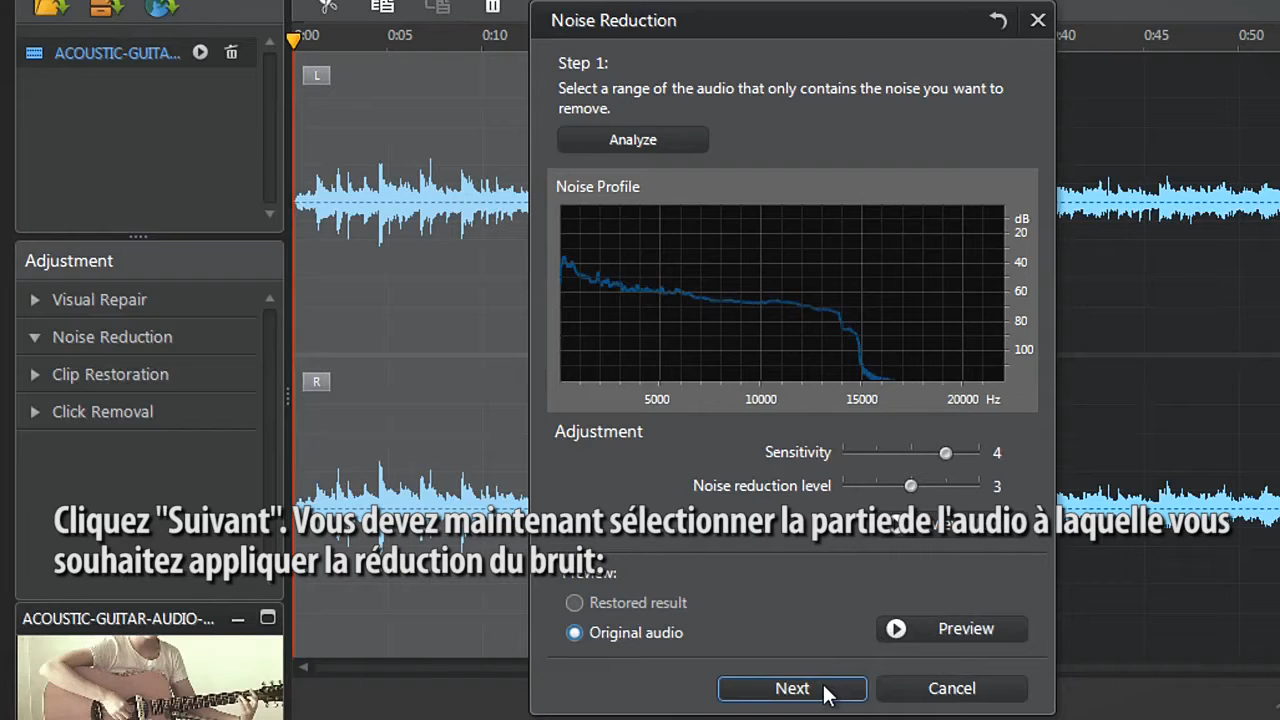 0:00
0:05
0:10
0:40
0:45
0:50
ACOUSTIC-GUITA...
L
R
Adjustment
Visual Repair
Noise Reduction
Clip Restoration
Click Removal
ACOUSTIC-GUITAR-AUDIO-...
Noise Reduction
Step 1:
Select a range of the audio that only contains the noise you want to
remove.
Analyze
Noise Profile
dB
20
40
60
80
100
5000 10000 15000 20000 Hz
Adjustment
Sensitivity 4
Noise reduction level 3
Cliquez "Suivant". Vous devez maintenant sélectionner la partie de l'audio à laquelle vous
souhaitez appliquer la réduction du bruit:
Restored result
Original audio
Preview
Next
Cancel